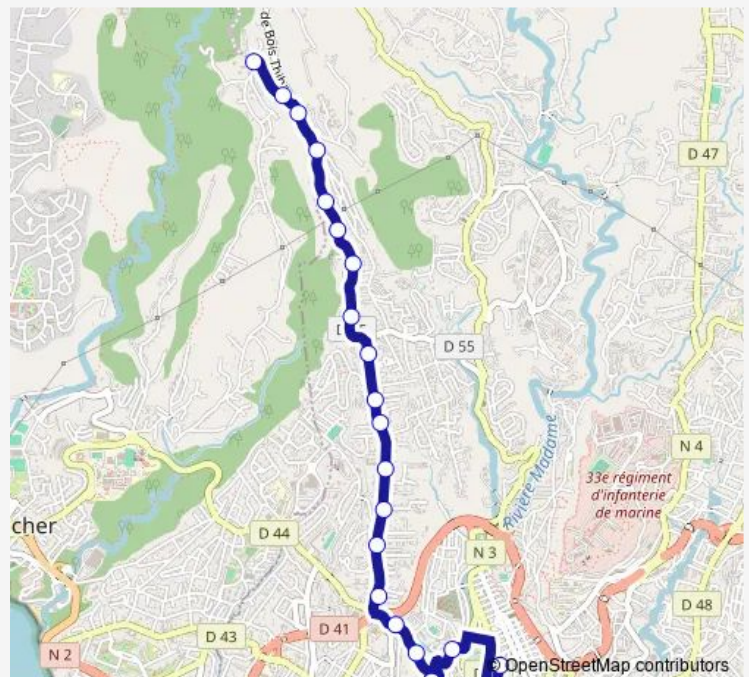 de Bois Thib
D 47
D 55
Rivière Madame
33e régiment
d'infanterie
de marine
N 4
cher
D 44
N 3
D 48
D 41
D 43
N 2
OpenStreetMap contributors